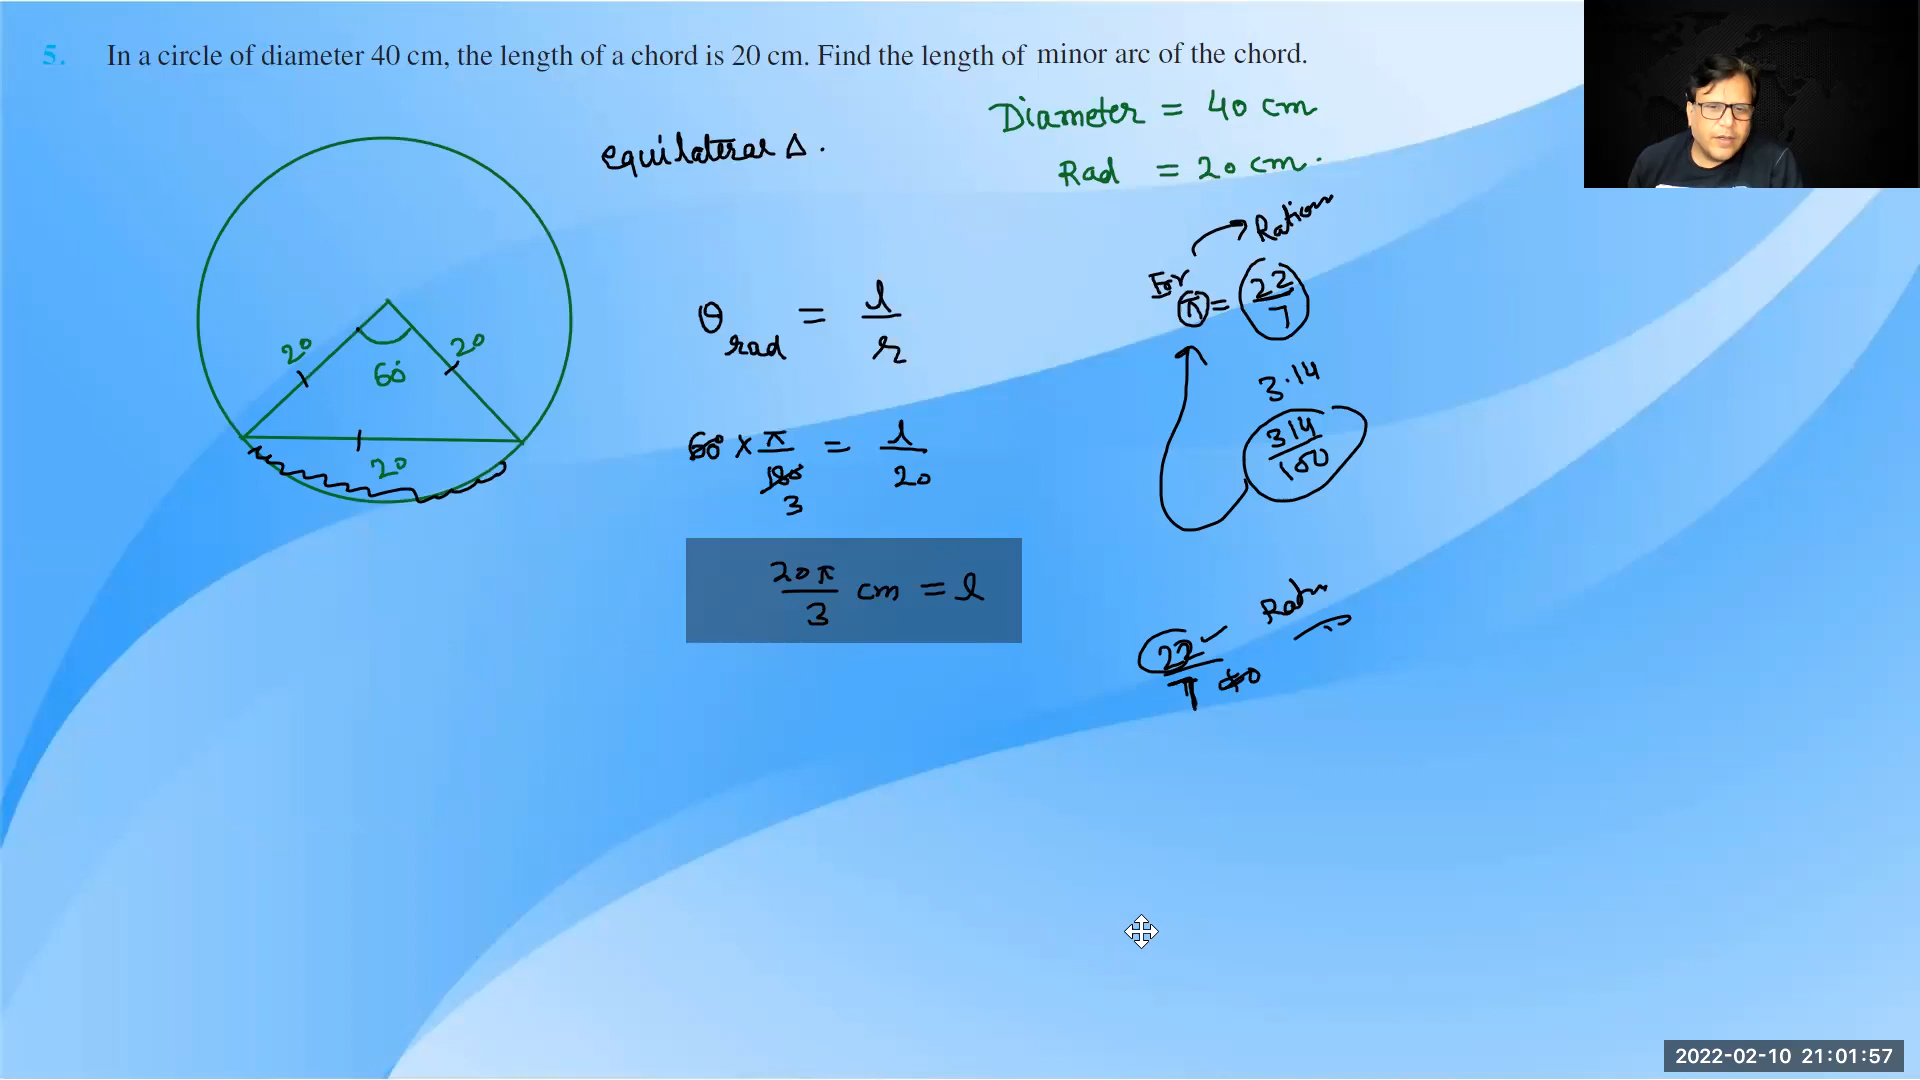 5. In a circle of diameter 40 cm, the length of a chord is 20 cm. Find the length of minor arc of the chord.
Diameter = 40 cm
Rad = 20 cm.
equilateral Δ.
20
20
60°
20
θ rad = l/r
60° × π/180 = l/20
3
20π/3 cm = l
For
π = 22/7
3.14
314/100
22/7
2022-02-10 21:01:57